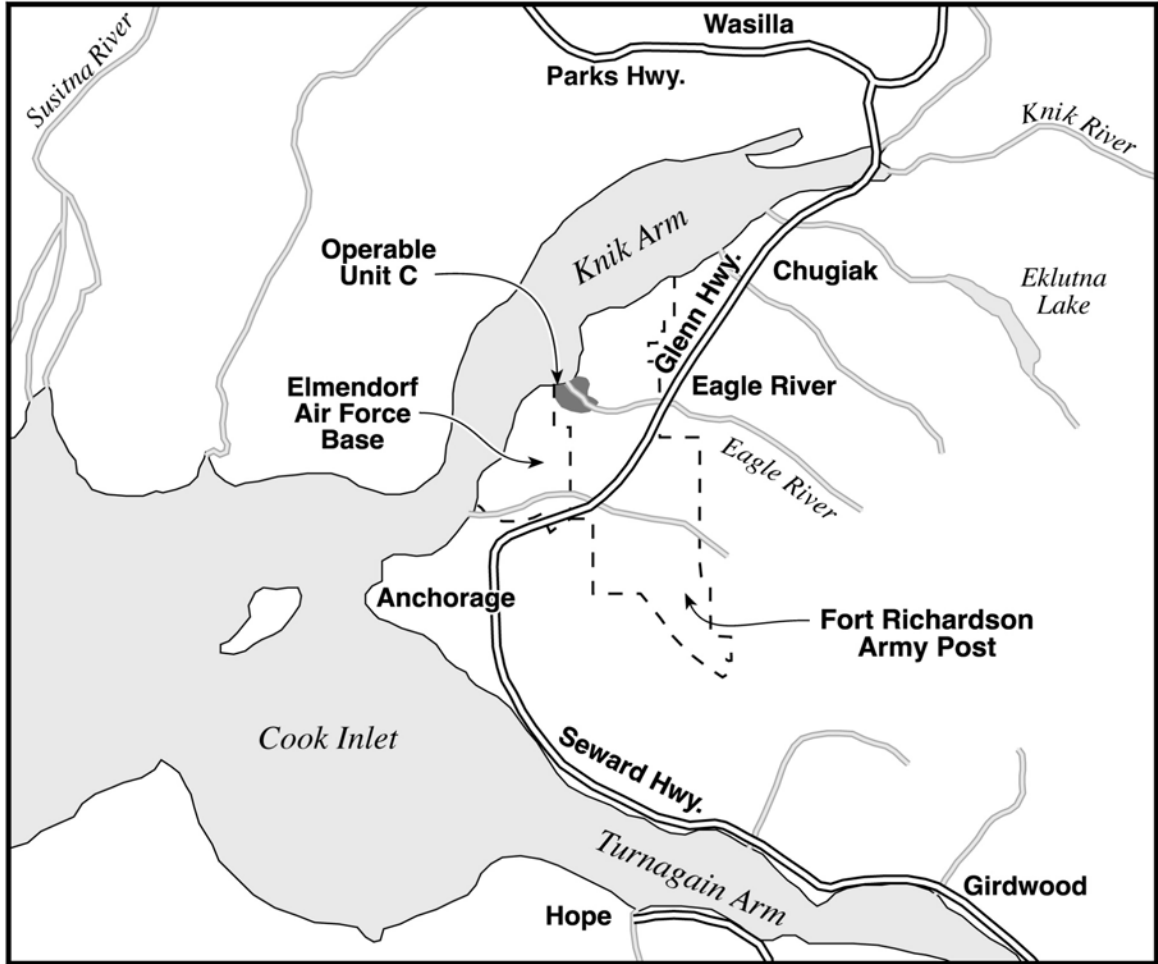 Wasilla
Susitna River
Parks Hwy.
Knik River
Operable
Unit C
Knik Arm
Glenn Hwy.
Chugiak
Eklutna
Lake
Elmendorf
Air Force
Base
Eagle River
Eagle River
Anchorage
Fort Richardson
Army Post
Cook Inlet
Seward Hwy.
Turnagain Arm
Girdwood
Hope